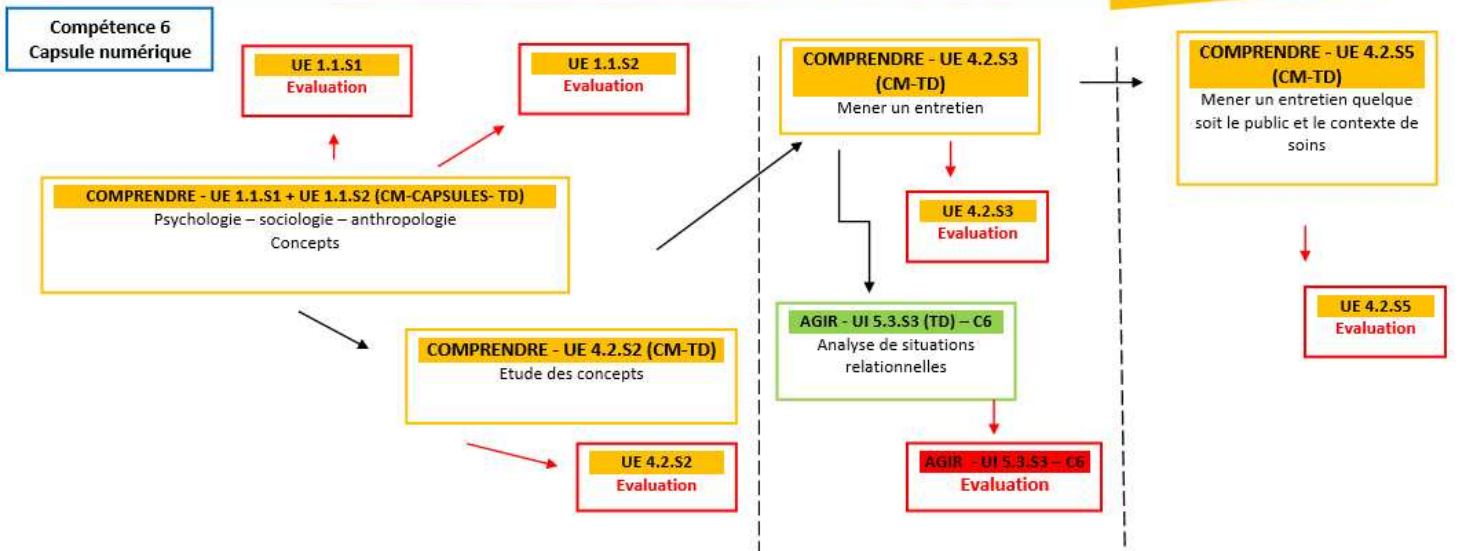 Compétence 6
Capsule numérique
UE 1.1.S1
Evaluation
UE 1.1.S2
Evaluation
COMPRENDRE - UE 1.1.S1 + UE 1.1.S2 (CM-CAPSULES- TD)
Psychologie – sociologie – anthropologie
Concepts
COMPRENDRE - UE 4.2.S2 (CM-TD)
Etude des concepts
UE 4.2.S2
Evaluation
COMPRENDRE - UE 4.2.S3
(CM-TD)
Mener un entretien
UE 4.2.S3
Evaluation
AGIR - UI 5.3.S3 (TD) – C6
Analyse de situations
relationnelles
AGIR - UI 5.3.S3 – C6
Evaluation
COMPRENDRE - UE 4.2.S5
(CM-TD)
Mener un entretien quelque
soit le public et le contexte de
soins
UE 4.2.S5
Evaluation